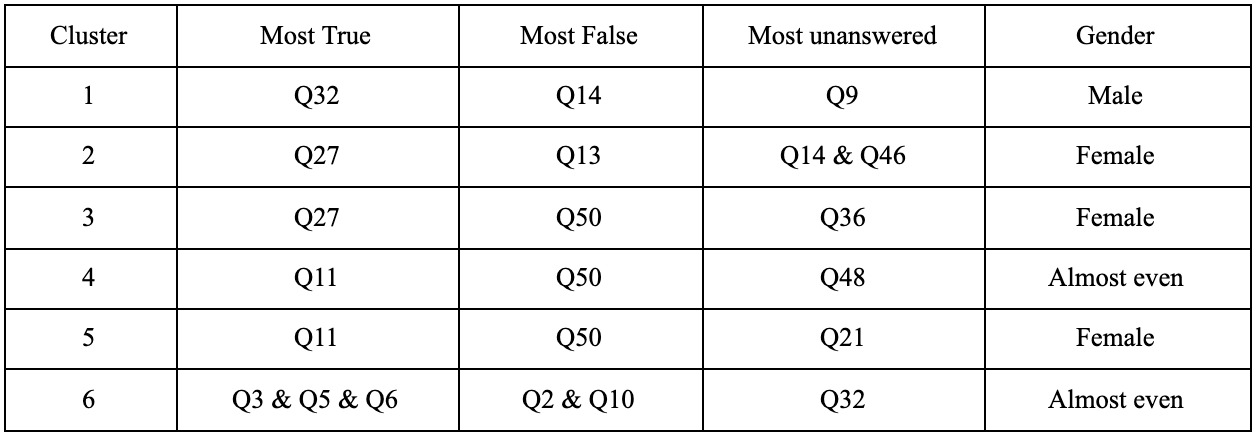 Cluster Most True Most False Most unanswered Gender
1 Q32 Q14 Q9 Male
2 Q27 Q13 Q14 & Q46 Female
3 Q27 Q50 Q36 Female
4 Q11 Q50 Q48 Almost even
5 Q11 Q50 Q21 Female
6 Q3 & Q5 & Q6 Q2 & Q10 Q32 Almost even